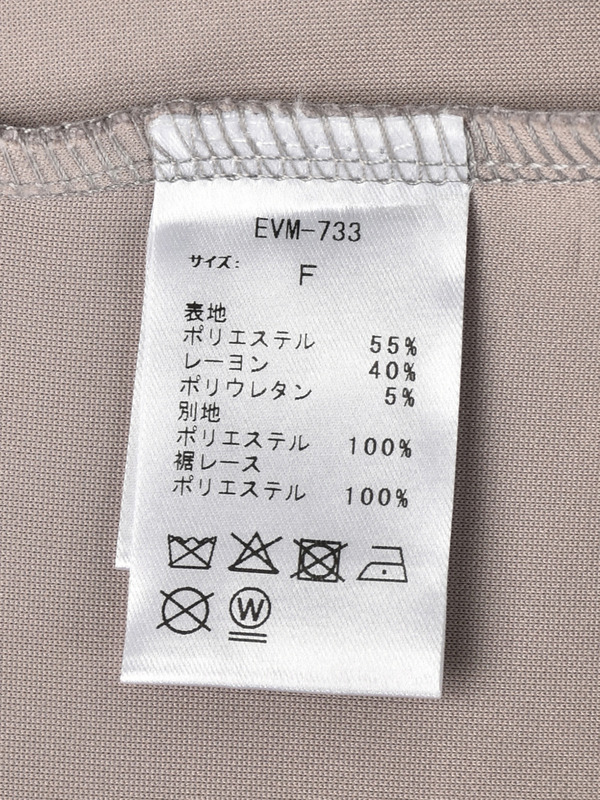 EVM-733
サイズ: F
表地
ポリエステル 55%
レーヨン 40%
ポリウレタン 5%
別地
ポリエステル 100%
裾レース
ポリエステル 100%
W